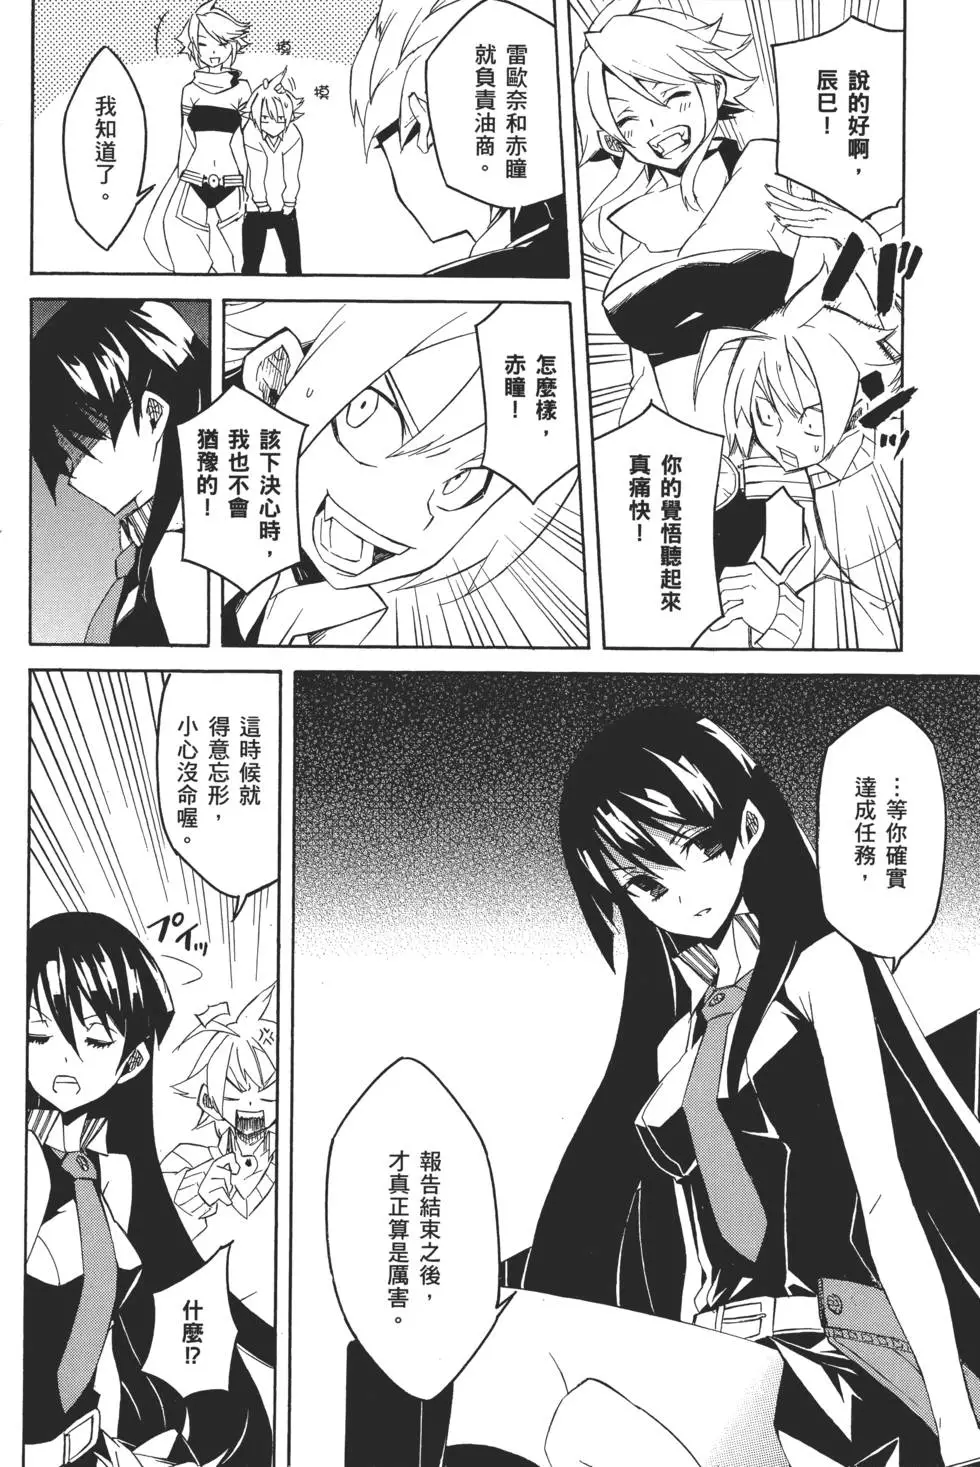 說的好啊，
辰巳！
你的覺悟聽起來
真痛快！
雷歐奈和赤瞳
就負責油商。
摸
摸
我知道了。
怎麼樣，
赤瞳！
該下決心時，
我也不會
猶豫的！
…等你確實
達成任務，
報告結束之後，
才真正算是厲害。
這時候就
得意忘形，
小心沒命喔。
プイッ
什麼!?